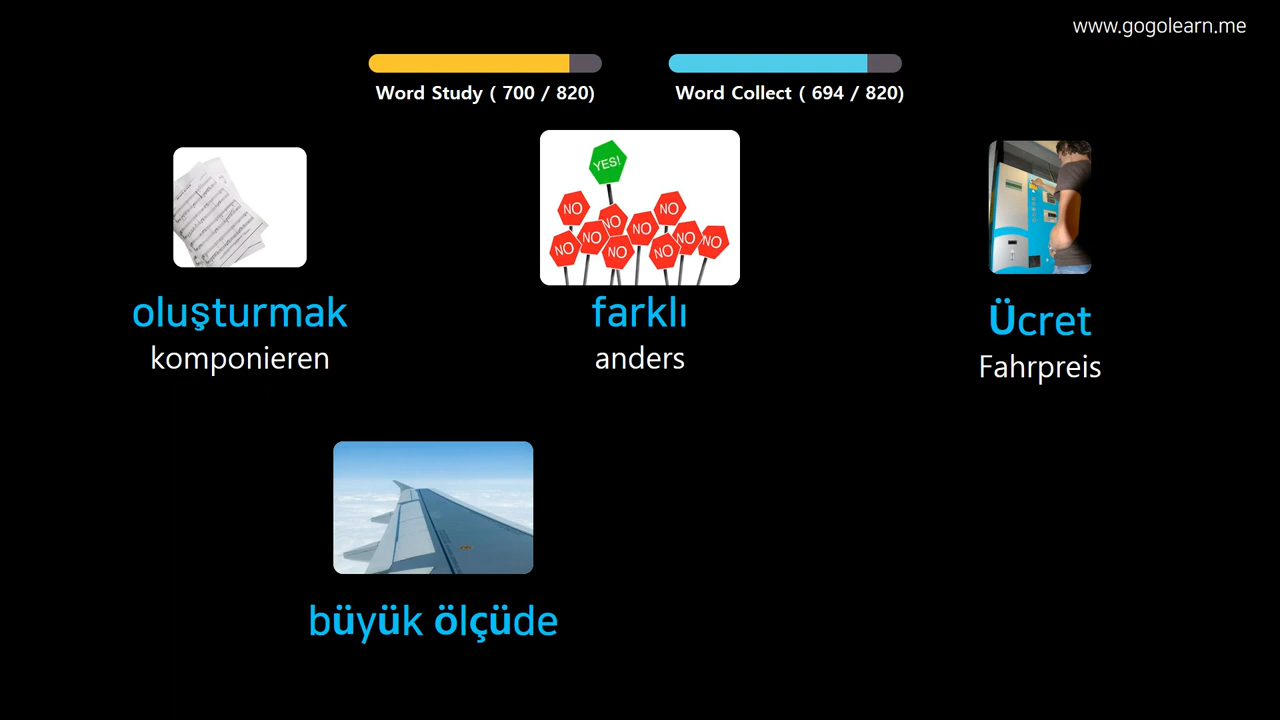 www.gogolearn.me
Word Study ( 700 / 820)
Word Collect ( 694 / 820)
YES!
NO
NO
NO
NO
NO
NO
NO
NO
NO
NO
oluşturmak
komponieren
farklı
anders
Ücret
Fahrpreis
büyük ölçüde